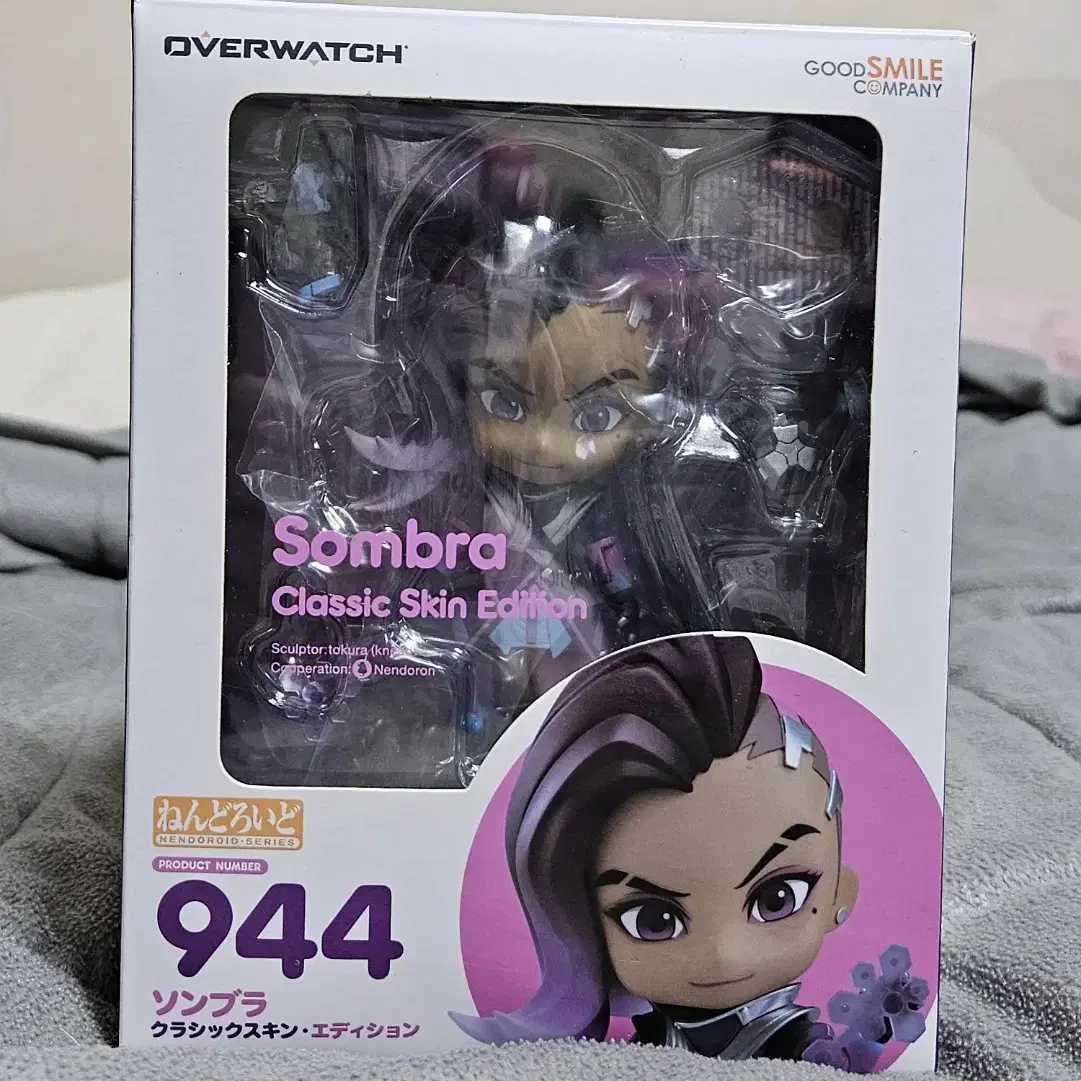 OVERWATCH
GOOD SMILE
COMPANY
Sombra
Classic Skin Edition
Sculptor:tokura
Cooperation: Nendoron
ねんどろいど
NENDOROID·SERIES
PRODUCT NUMBER
944
ソンブラ
クラシックスキン・エディション